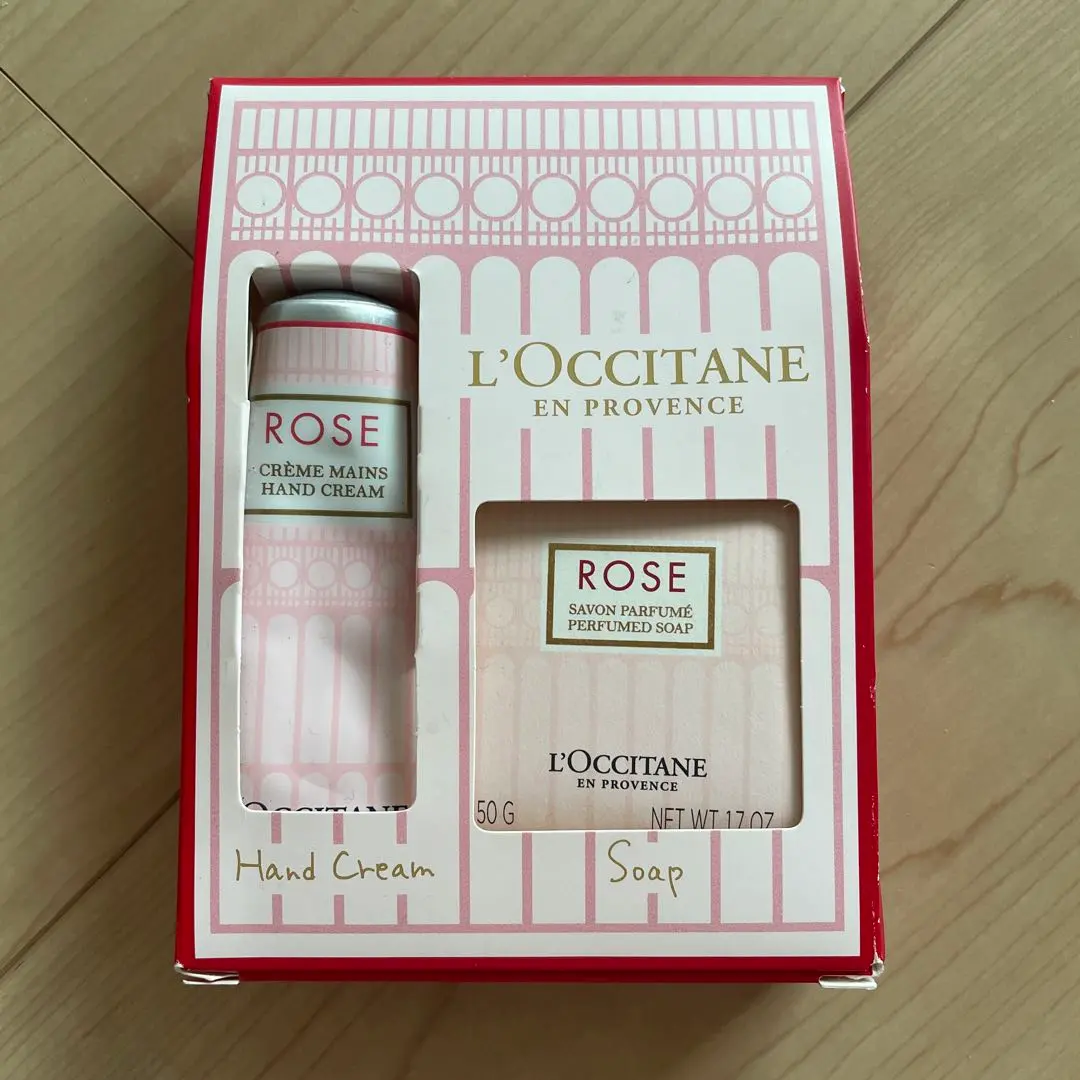 L'OCCITANE
EN PROVENCE
ROSE
CRÈME MAINS
HAND CREAM
L'OCCITANE
Hand Cream
ROSE
SAVON PARFUMÉ
PERFUMED SOAP
L'OCCITANE
EN PROVENCE
50 G
NET WT 1.7 OZ
Soap